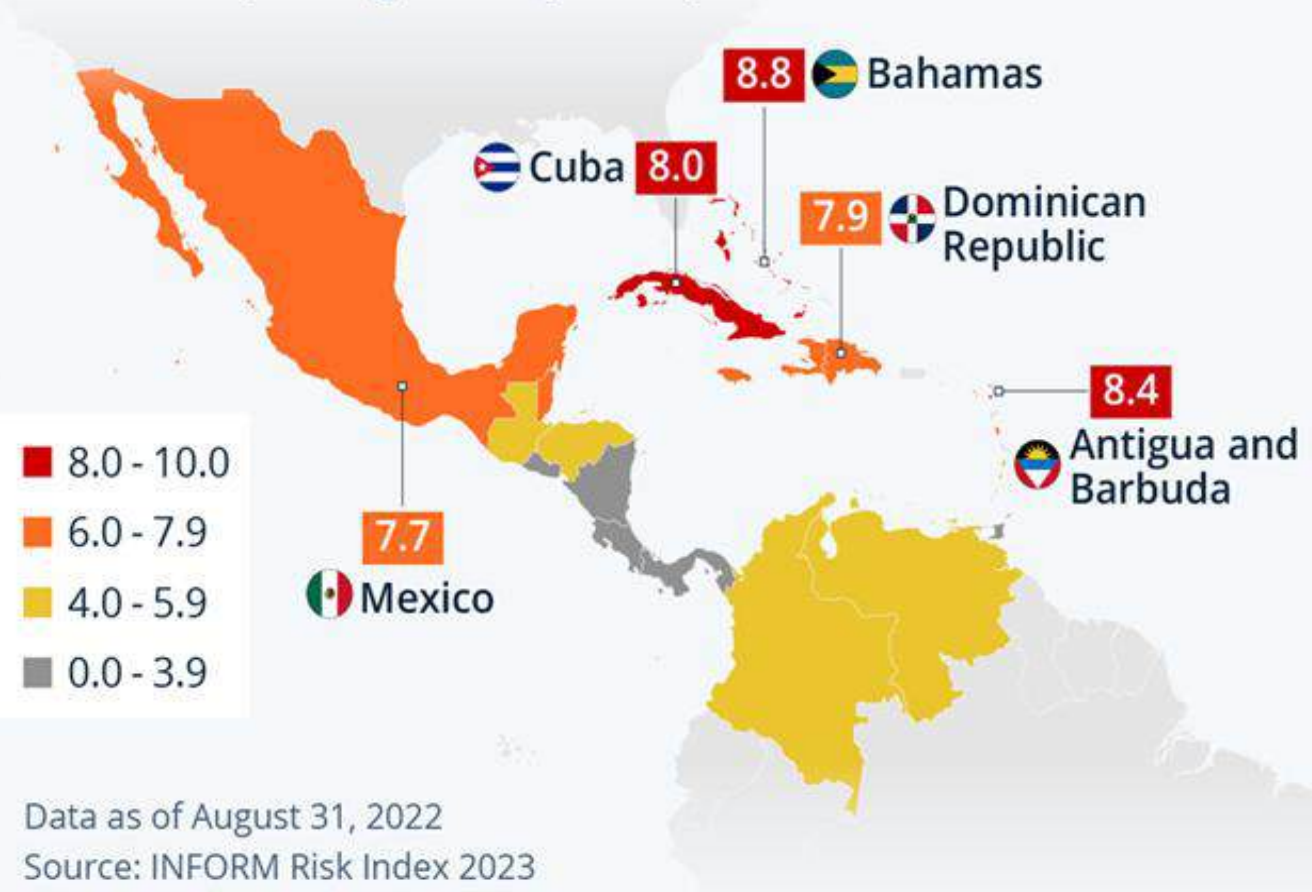 8.8 Bahamas
Cuba 8.0
7.9 Dominican
Republic
8.4
Antigua and
Barbuda
7.7
Mexico
8.0 - 10.0
6.0 - 7.9
4.0 - 5.9
0.0 - 3.9
Data as of August 31, 2022
Source: INFORM Risk Index 2023